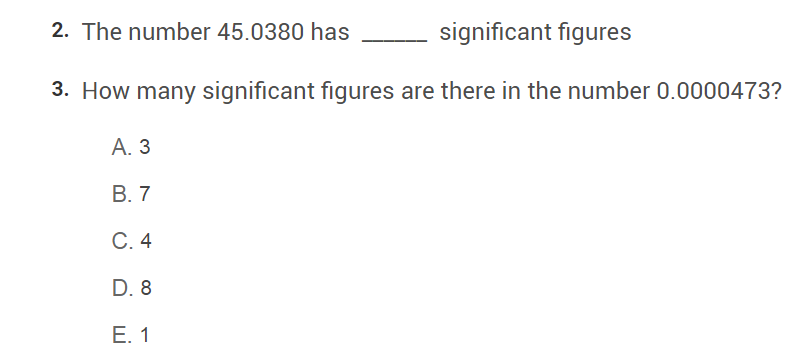 2. The number 45.0380 has ______ significant figures
3. How many significant figures are there in the number 0.0000473?
A. 3
B. 7
C. 4
D. 8
E. 1